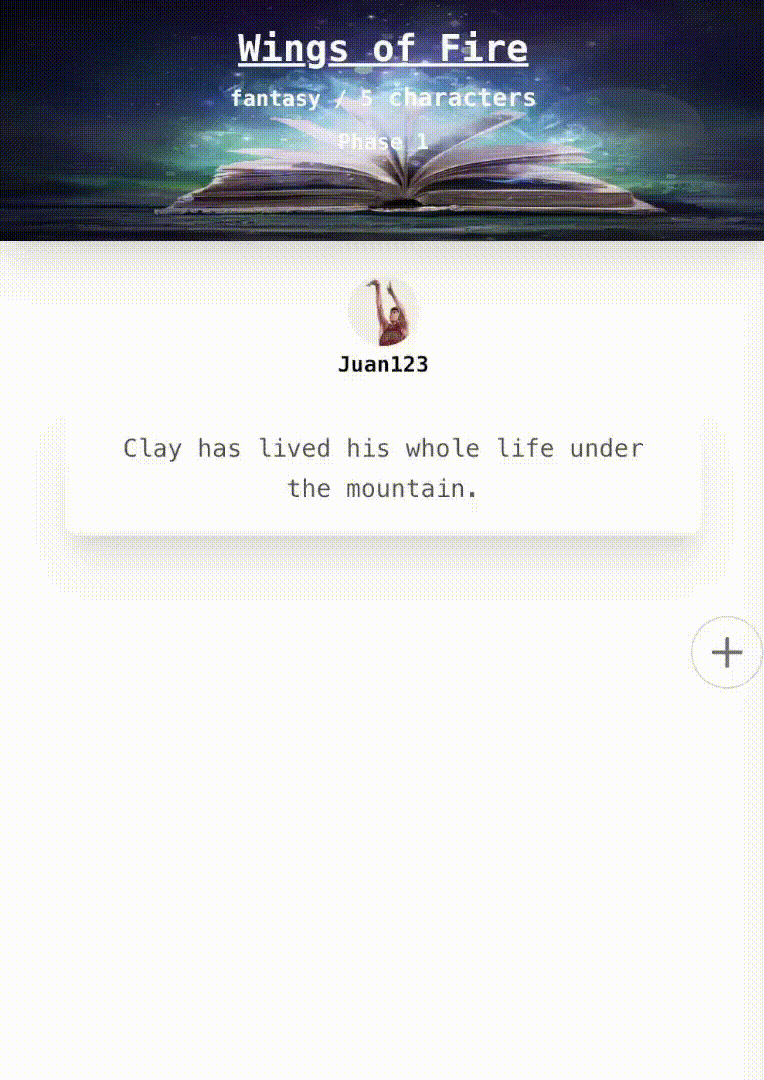 Wings of Fire
fantasy / 5 characters
Phase 1
Juan123
Clay has lived his whole life under
the mountain.